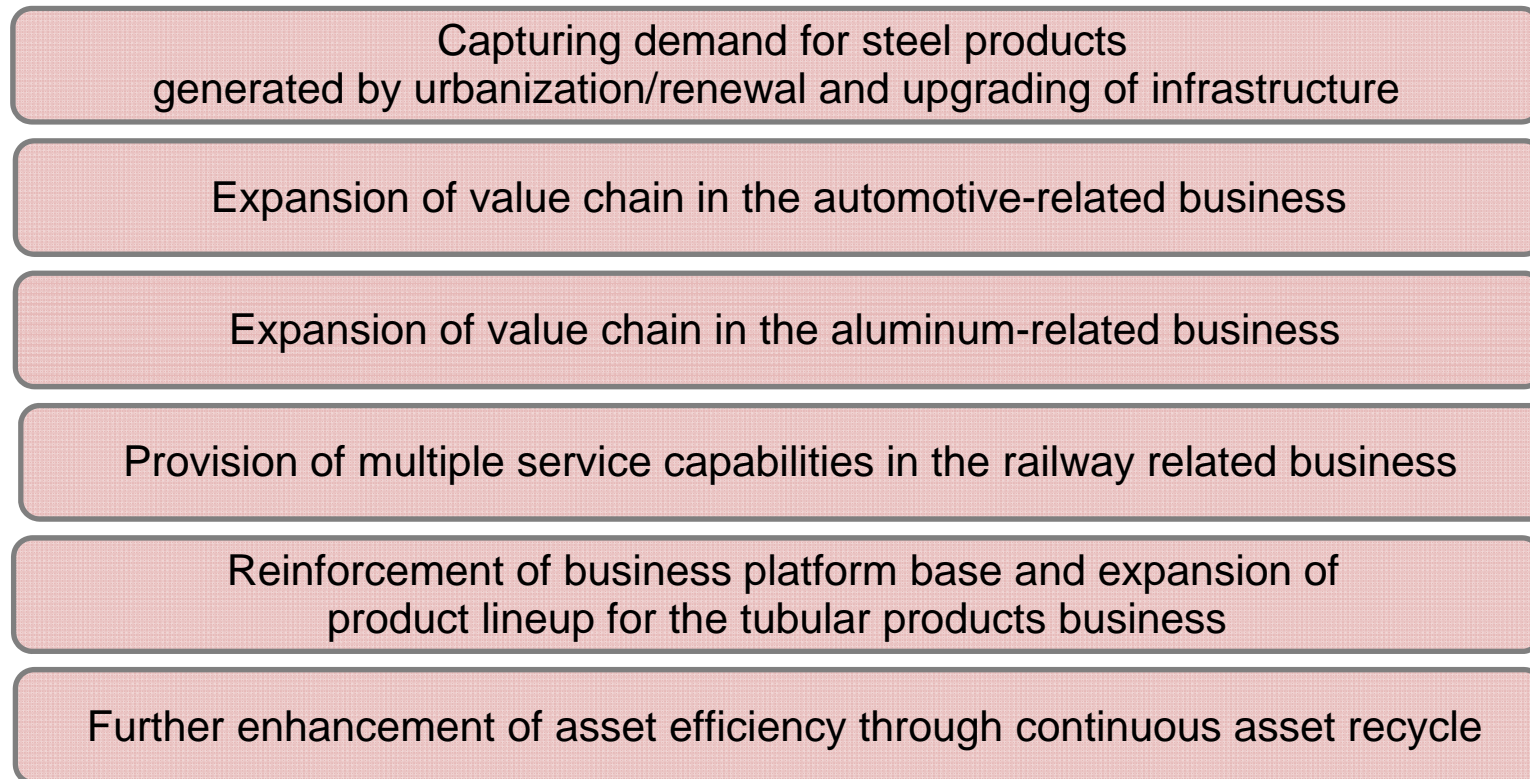 Capturing demand for steel products
generated by urbanization/renewal and upgrading of infrastructure
Expansion of value chain in the automotive-related business
Expansion of value chain in the aluminum-related business
Provision of multiple service capabilities in the railway related business
Reinforcement of business platform base and expansion of
product lineup for the tubular products business
Further enhancement of asset efficiency through continuous asset recycle